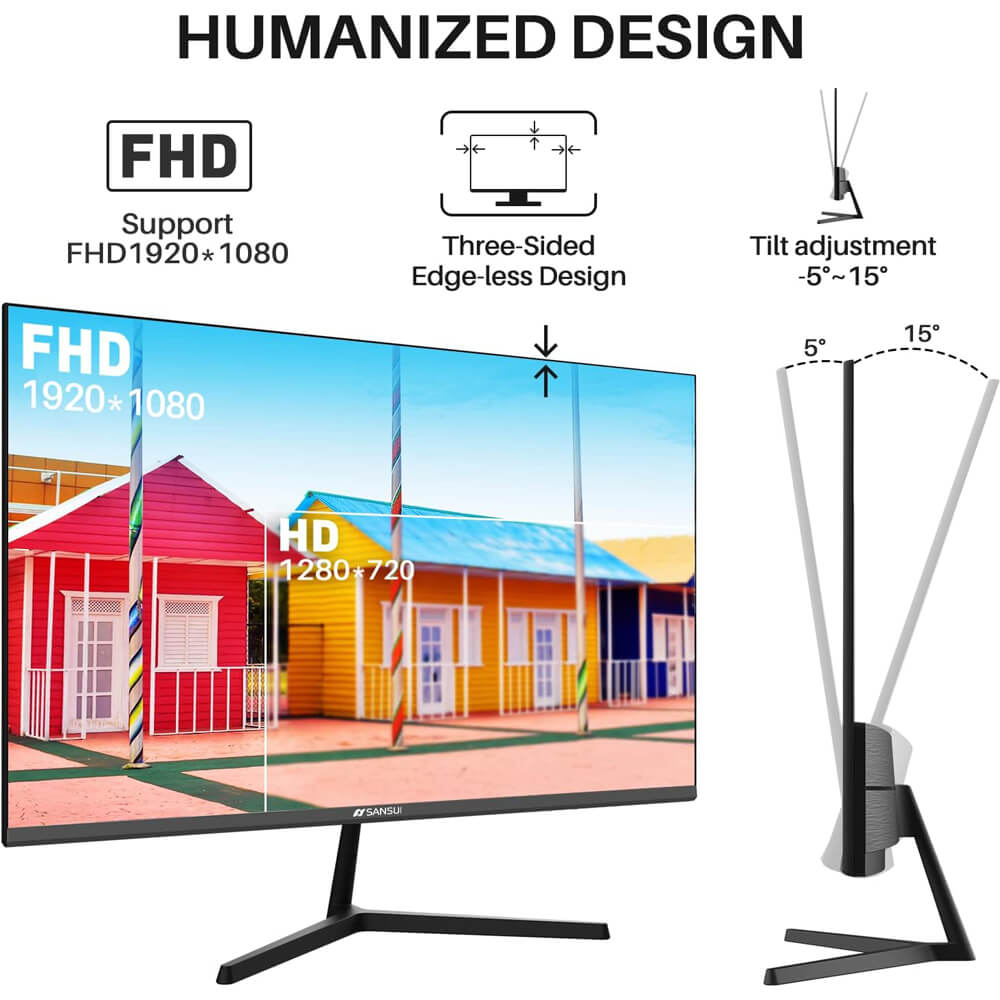 HUMANIZED DESIGN
FHD
Support
FHD1920*1080
Three-Sided
Edge-less Design
Tilt adjustment
-5°~15°
FHD
1920*1080
HD
1280*720
SANSUI
5°
15°